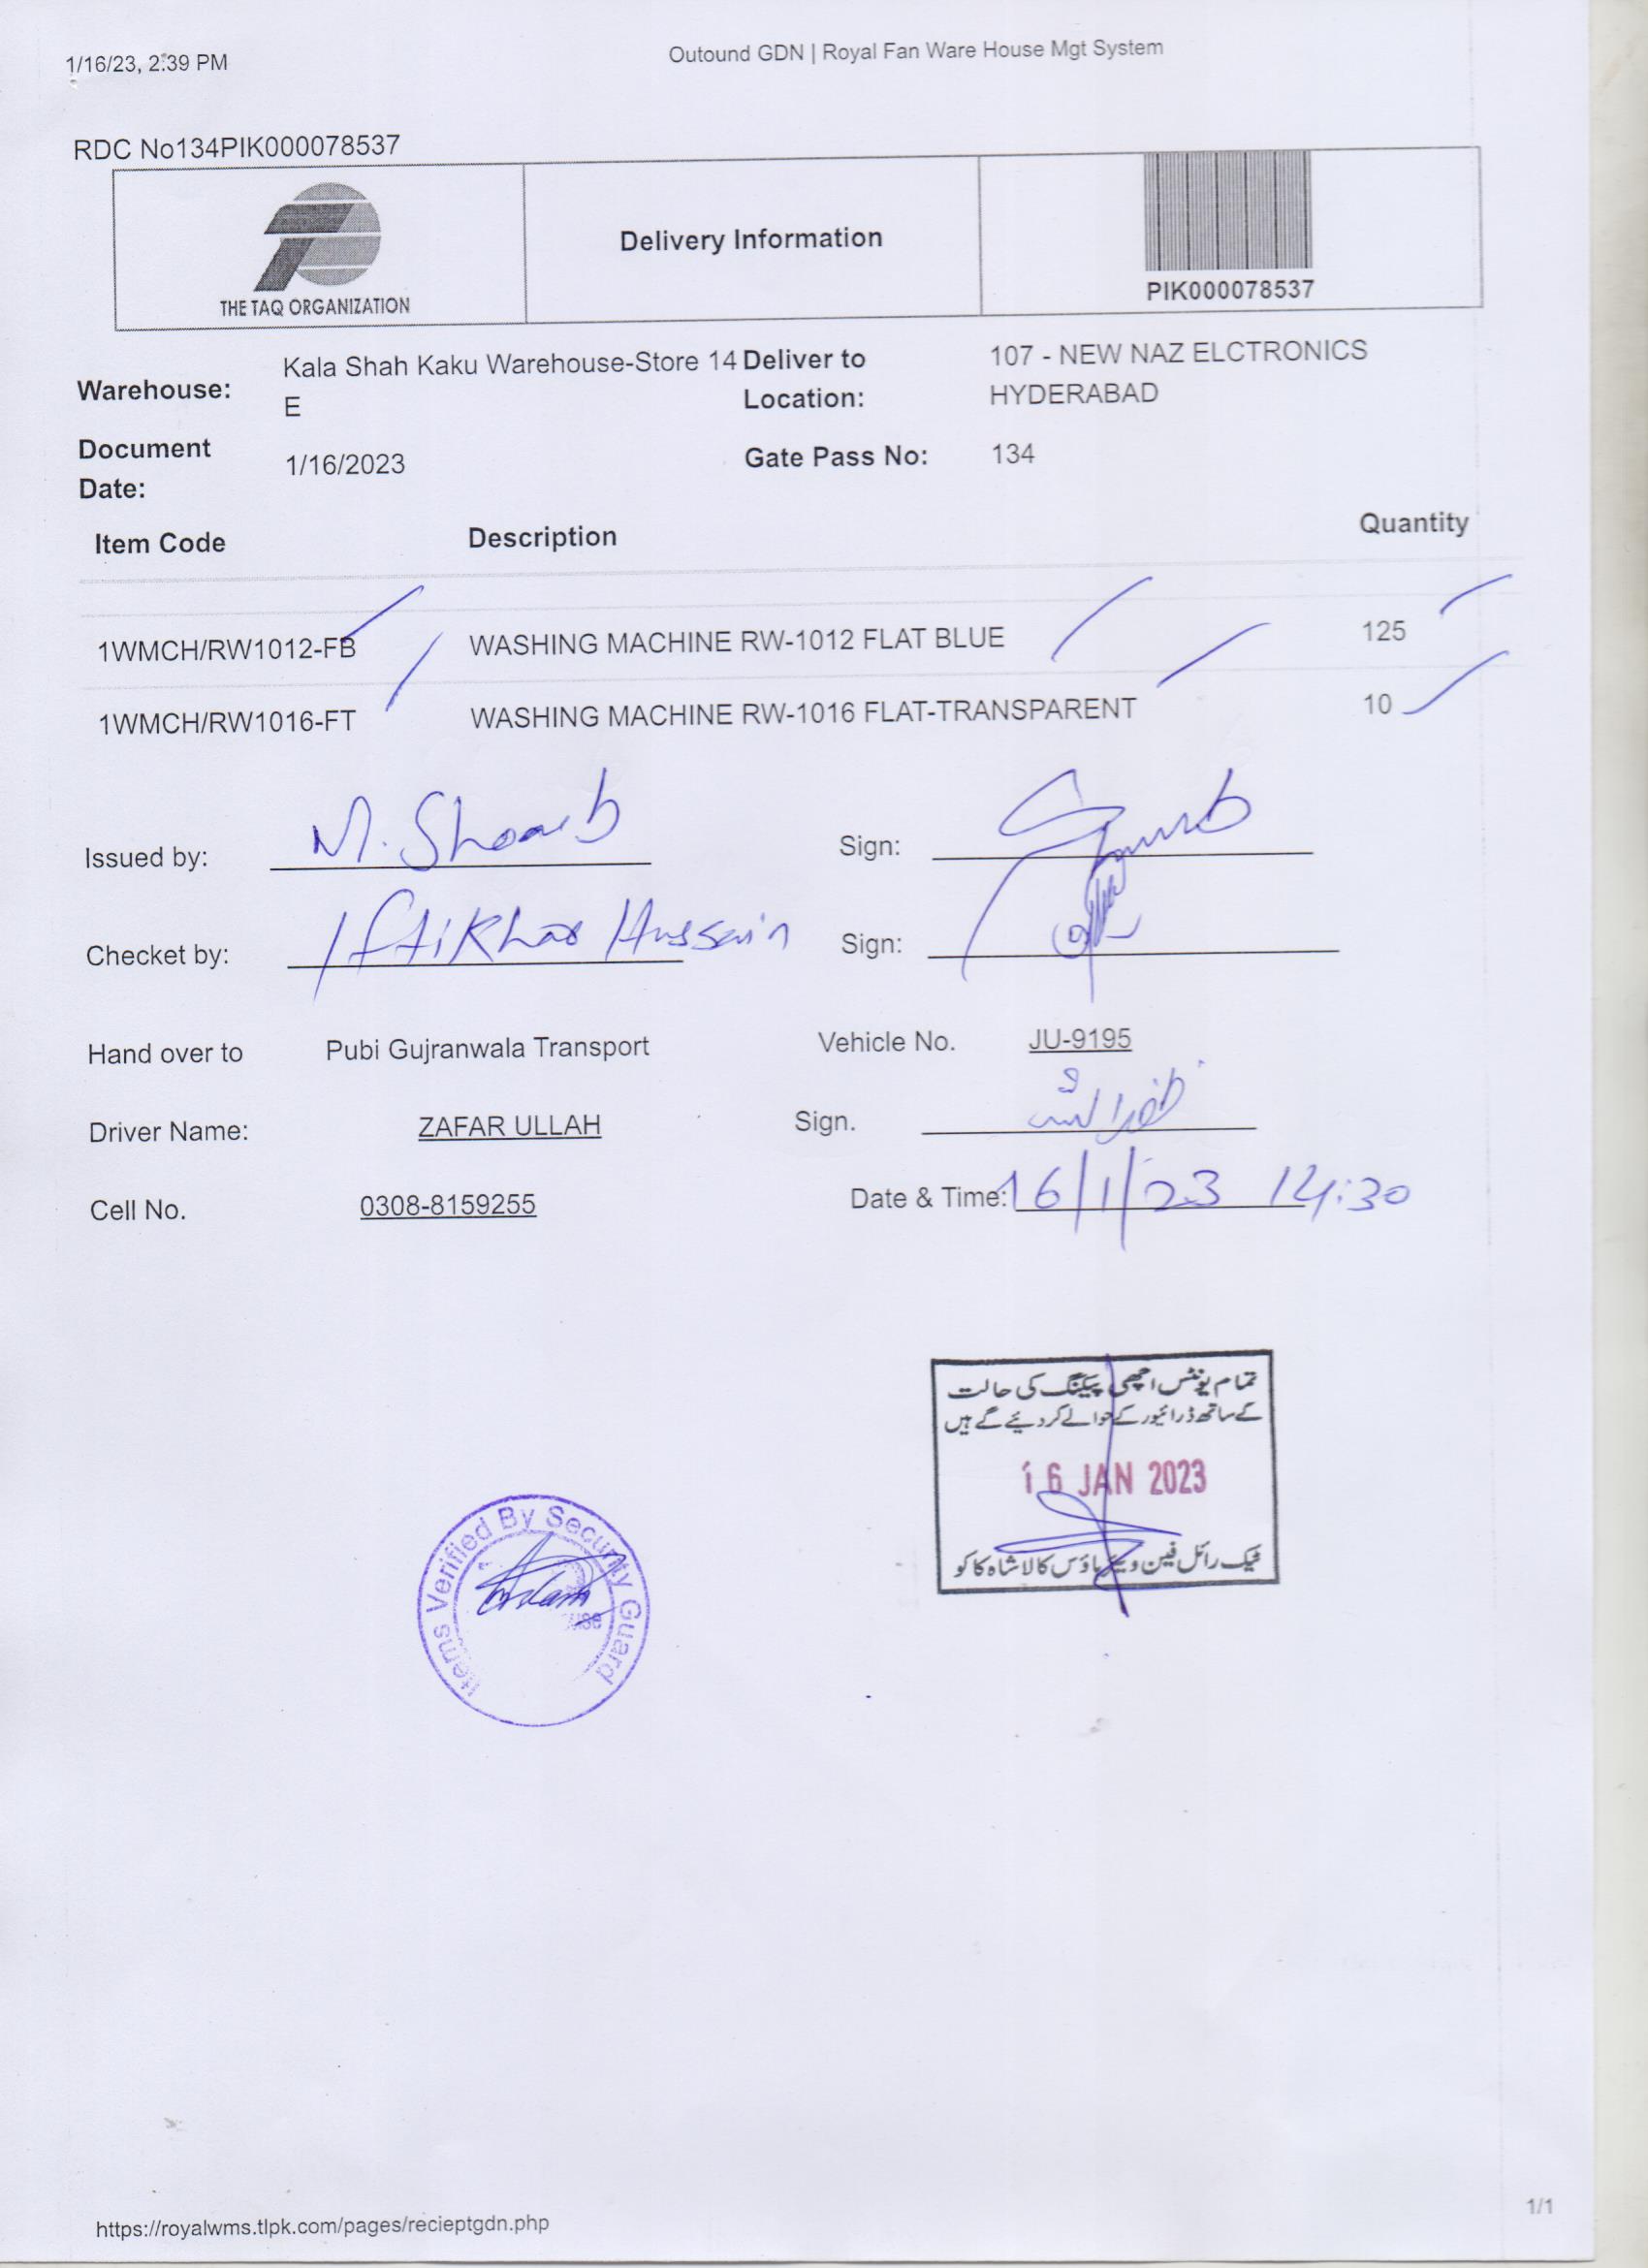 1/16/23, 2:39 PM
Outound GDN | Royal Fan Ware House Mgt System
RDC No134PIK000078537
THE TAQ ORGANIZATION
Delivery Information
PIK000078537
Warehouse: Kala Shah Kaku Warehouse-Store 14 E
Deliver to Location: 107 - NEW NAZ ELCTRONICS HYDERABAD
Document Date: 1/16/2023
Gate Pass No: 134
Item Code Description Quantity
1WMCH/RW1012-FB WASHING MACHINE RW-1012 FLAT BLUE 125
1WMCH/RW1016-FT WASHING MACHINE RW-1016 FLAT-TRANSPARENT 10
Issued by: M. Shoaib Sign:
Checket by: Iftikhar Hussain Sign:
Hand over to Pubi Gujranwala Transport Vehicle No. JU-9195
Driver Name: ZAFAR ULLAH Sign.
Cell No. 0308-8159255 Date & Time: 16/1/23 14:30
تمام یونٹس اچھی پیکنگ کی حالت
کے ساتھ ڈرائیور کے حوالے کردیئے گے ہیں
16 JAN 2023
ٹیک رائل فین ویئر ہاؤس کالا شاہ کاکو
Items Verified By Security Guard
https://royalwms.tlpk.com/pages/recieptgdn.php
1/1